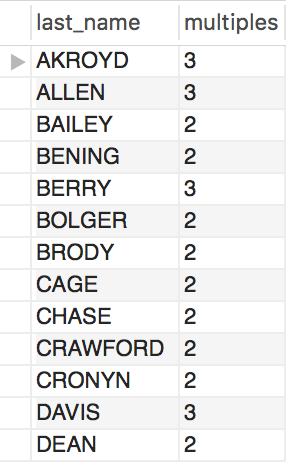 last_name multiples
AKROYD 3
ALLEN 3
BAILEY 2
BENING 2
BERRY 3
BOLGER 2
BRODY 2
CAGE 2
CHASE 2
CRAWFORD 2
CRONYN 2
DAVIS 3
DEAN 2